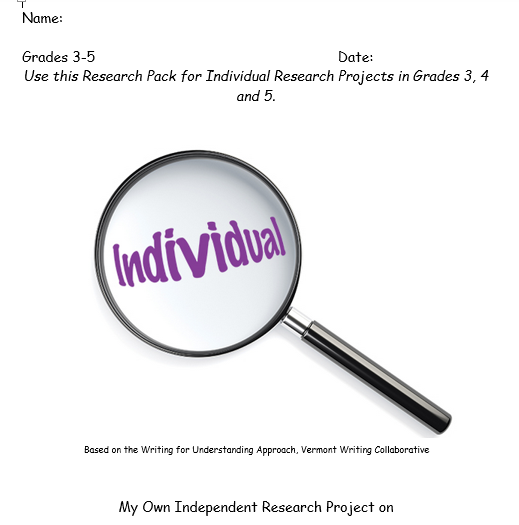 Name:
Grades 3-5 Date:
Use this Research Pack for Individual Research Projects in Grades 3, 4
and 5.
Individual
Based on the Writing for Understanding Approach, Vermont Writing Collaborative
My Own Independent Research Project on